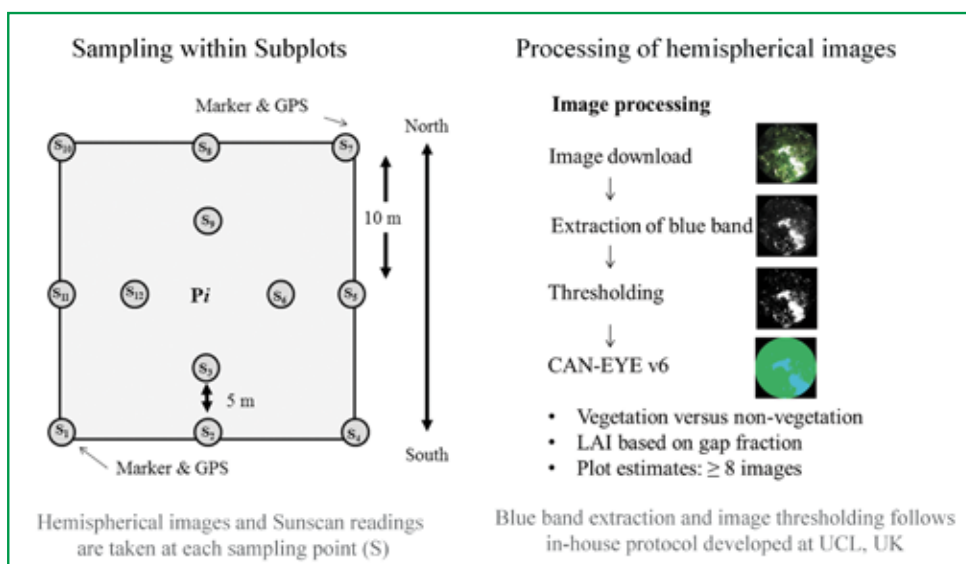 Sampling within Subplots
Marker & GPS
North
S10
S8
S7
S9
10 m
S11
S12
Pi
S6
S5
S3
5 m
S1
S2
S4
South
Marker & GPS
Hemispherical images and Sunscan readings
are taken at each sampling point (S)
Processing of hemispherical images
Image processing
Image download
Extraction of blue band
Thresholding
CAN-EYE v6
• Vegetation versus non-vegetation
• LAI based on gap fraction
• Plot estimates: ≥ 8 images
Blue band extraction and image thresholding follows
in-house protocol developed at UCL, UK